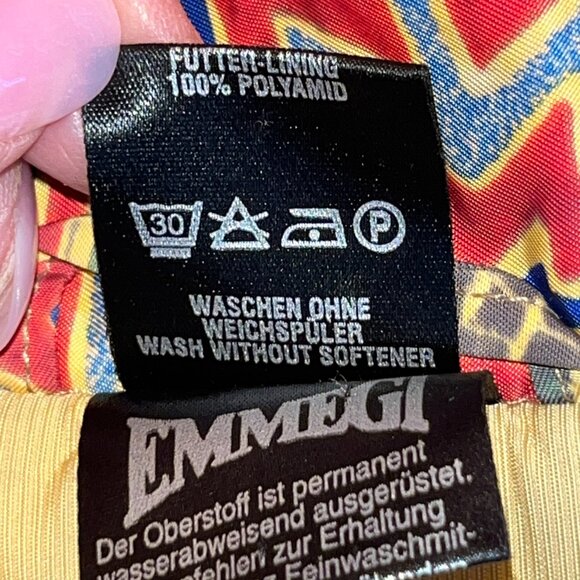 FUTTER-LINING
100% POLYAMID
30 P
WASCHEN OHNE
WEICHSPÜLER
WASH WITHOUT SOFTENER
EMMEGI
Der Oberstoff ist permanent
wasserabweisend ausgerüstet.
pfehlen zur Erhaltung
Feinwaschmit-